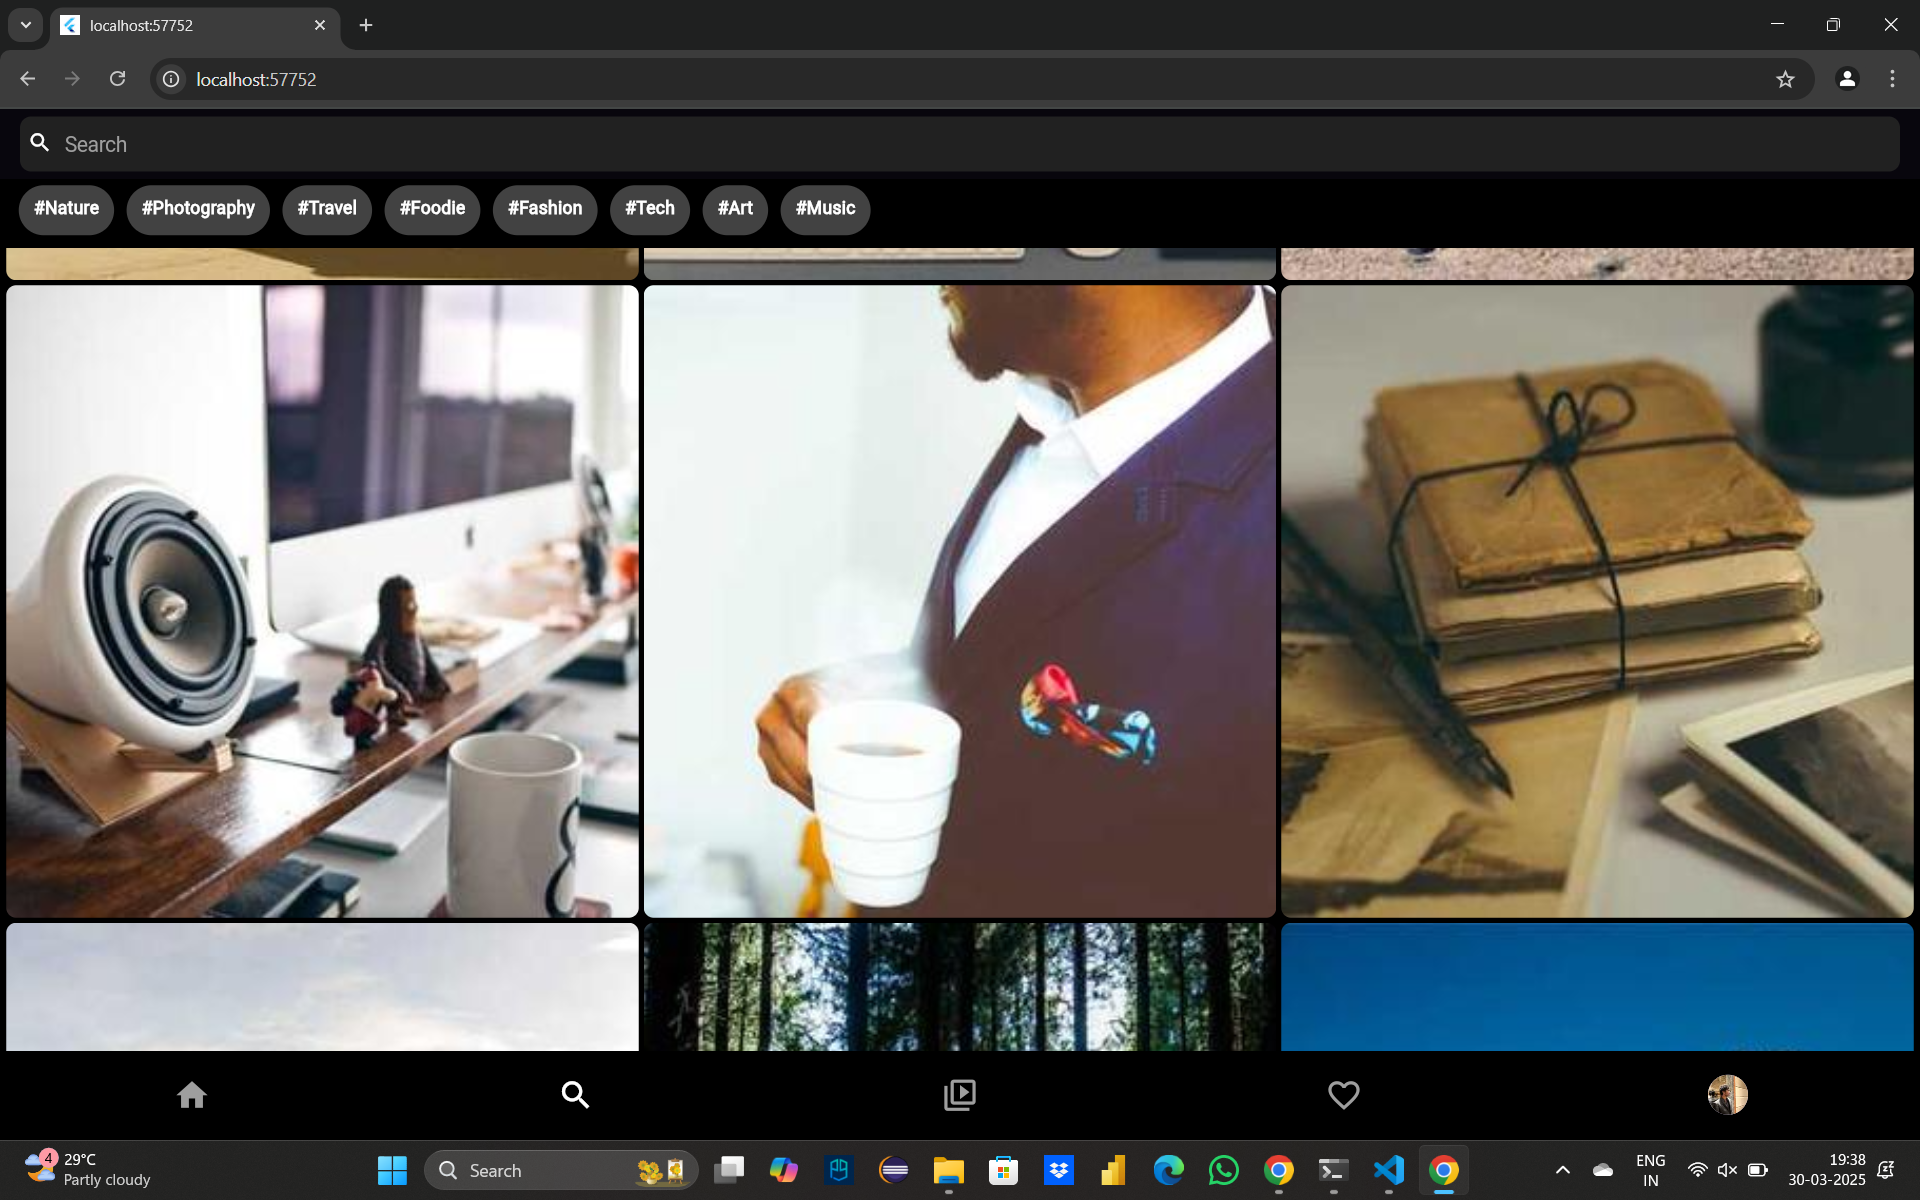 localhost:57752
localhost:57752
Search
#Nature #Photography #Travel #Foodie #Fashion #Tech #Art #Music
4
29°C
Partly cloudy
Search
ENG
IN
19:38
30-03-2025